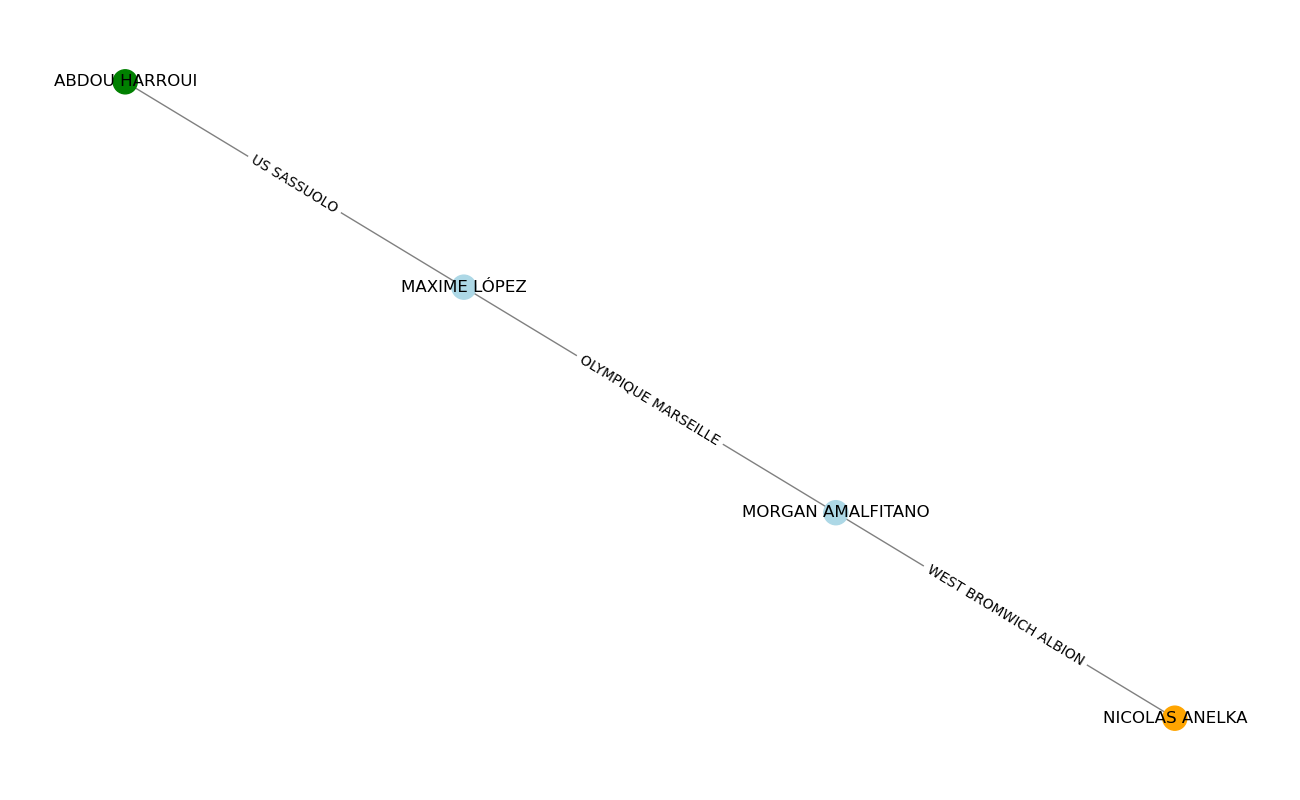 ABDOU HARROUI
US SASSUOLO
MAXIME LÓPEZ
OLYMPIQUE MARSEILLE
MORGAN AMALFITANO
WEST BROMWICH ALBION
NICOLAS ANELKA